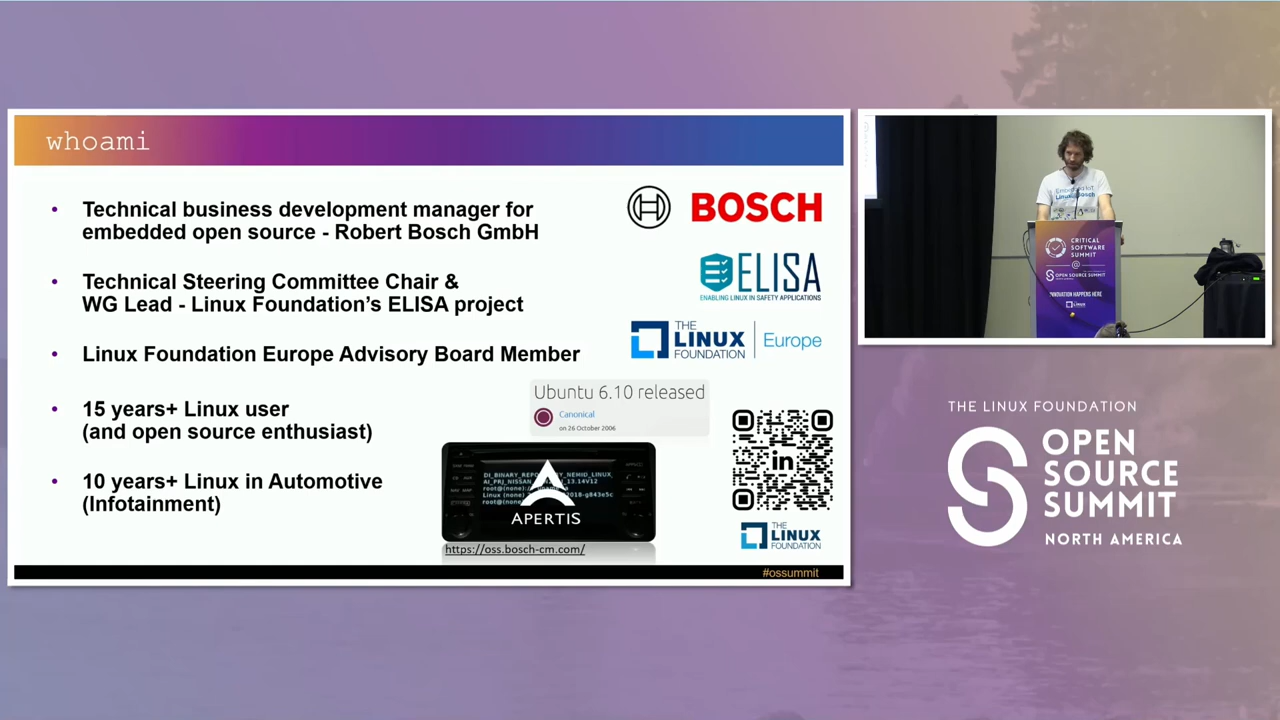 whoami
• Technical business development manager for
embedded open source - Robert Bosch GmbH
• Technical Steering Committee Chair &
WG Lead - Linux Foundation’s ELISA project
• Linux Foundation Europe Advisory Board Member
• 15 years+ Linux user
(and open source enthusiast)
• 10 years+ Linux in Automotive
(Infotainment)
BOSCH
ELISA
ENABLING LINUX IN SAFETY APPLICATIONS
THE
LINUX
FOUNDATION
Europe
Ubuntu 6.10 released
Canonical
on 26 October 2006
APERTIS
https://oss.bosch-cm.com/
in
THE
LINUX
FOUNDATION
#ossummit
CRITICAL
SOFTWARE
SUMMIT
@
OPEN SOURCE SUMMIT
INNOVATION HAPPENS HERE
THE LINUX FOUNDATION
OPEN
SOURCE
SUMMIT
NORTH AMERICA